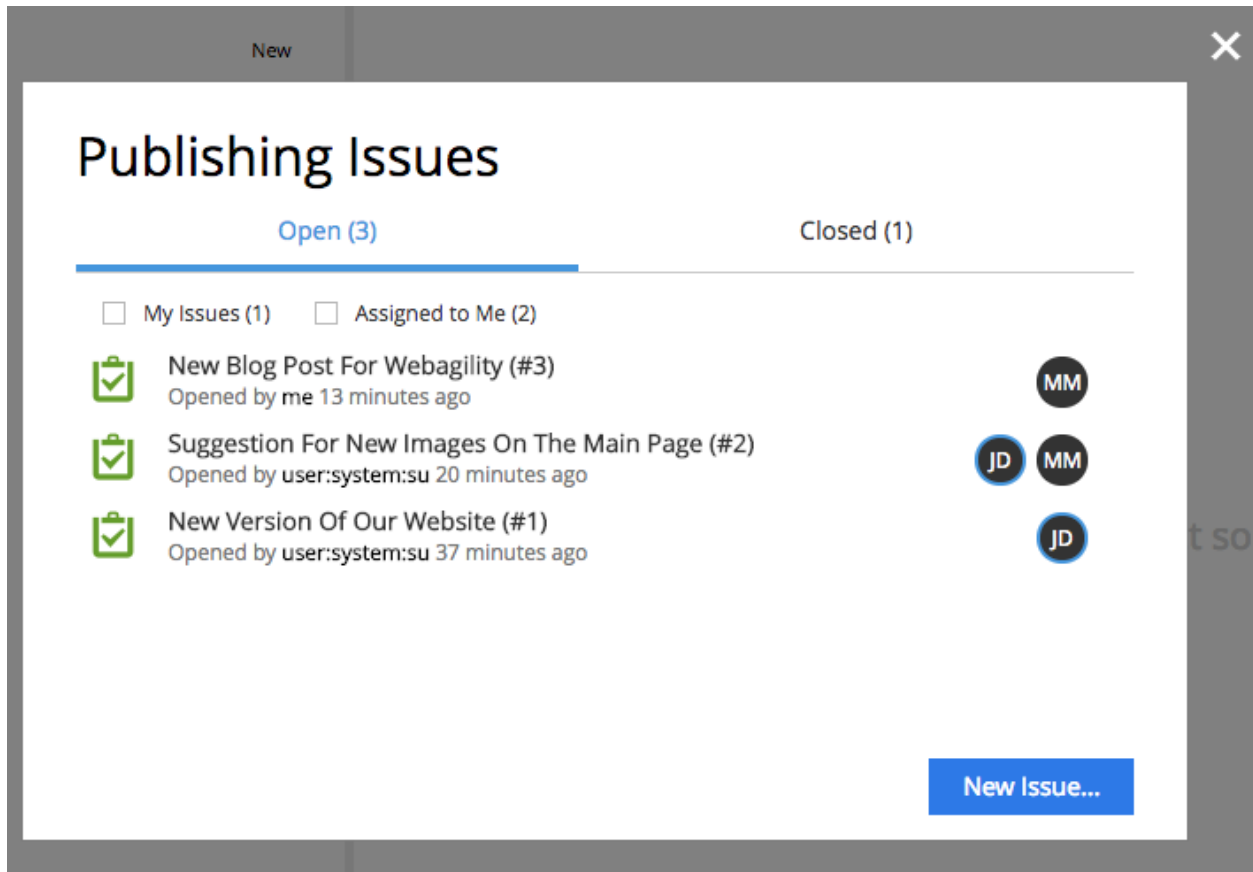 New
Publishing Issues
Open (3)
Closed (1)
My Issues (1)
Assigned to Me (2)
New Blog Post For Webagility (#3)
Opened by me 13 minutes ago
MM
Suggestion For New Images On The Main Page (#2)
Opened by user:system:su 20 minutes ago
JD MM
New Version Of Our Website (#1)
Opened by user:system:su 37 minutes ago
JD
t so
New Issue...